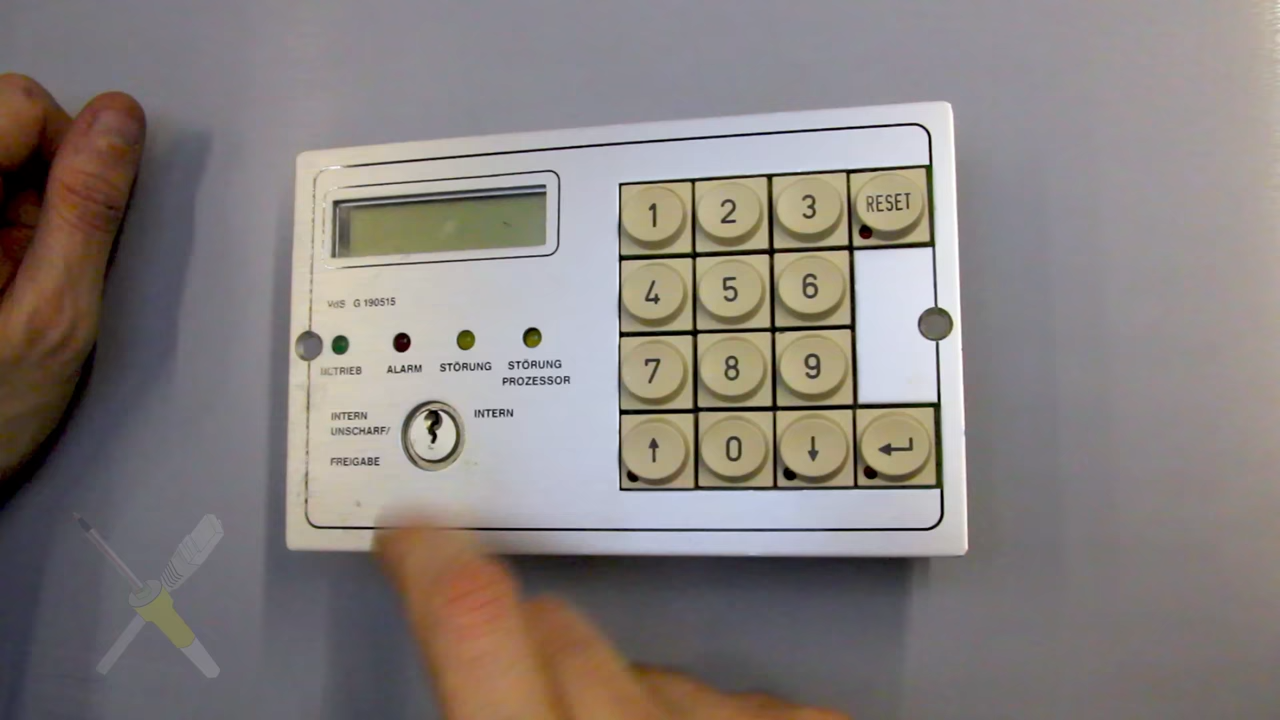 1 2 3 RESET
VdS G 190515
4 5 6
BETRIEB ALARM STÖRUNG STÖRUNG
PROZESSOR
7 8 9
INTERN INTERN
UNSCHARF/
FREIGABE
↑ 0 ↓ ↵